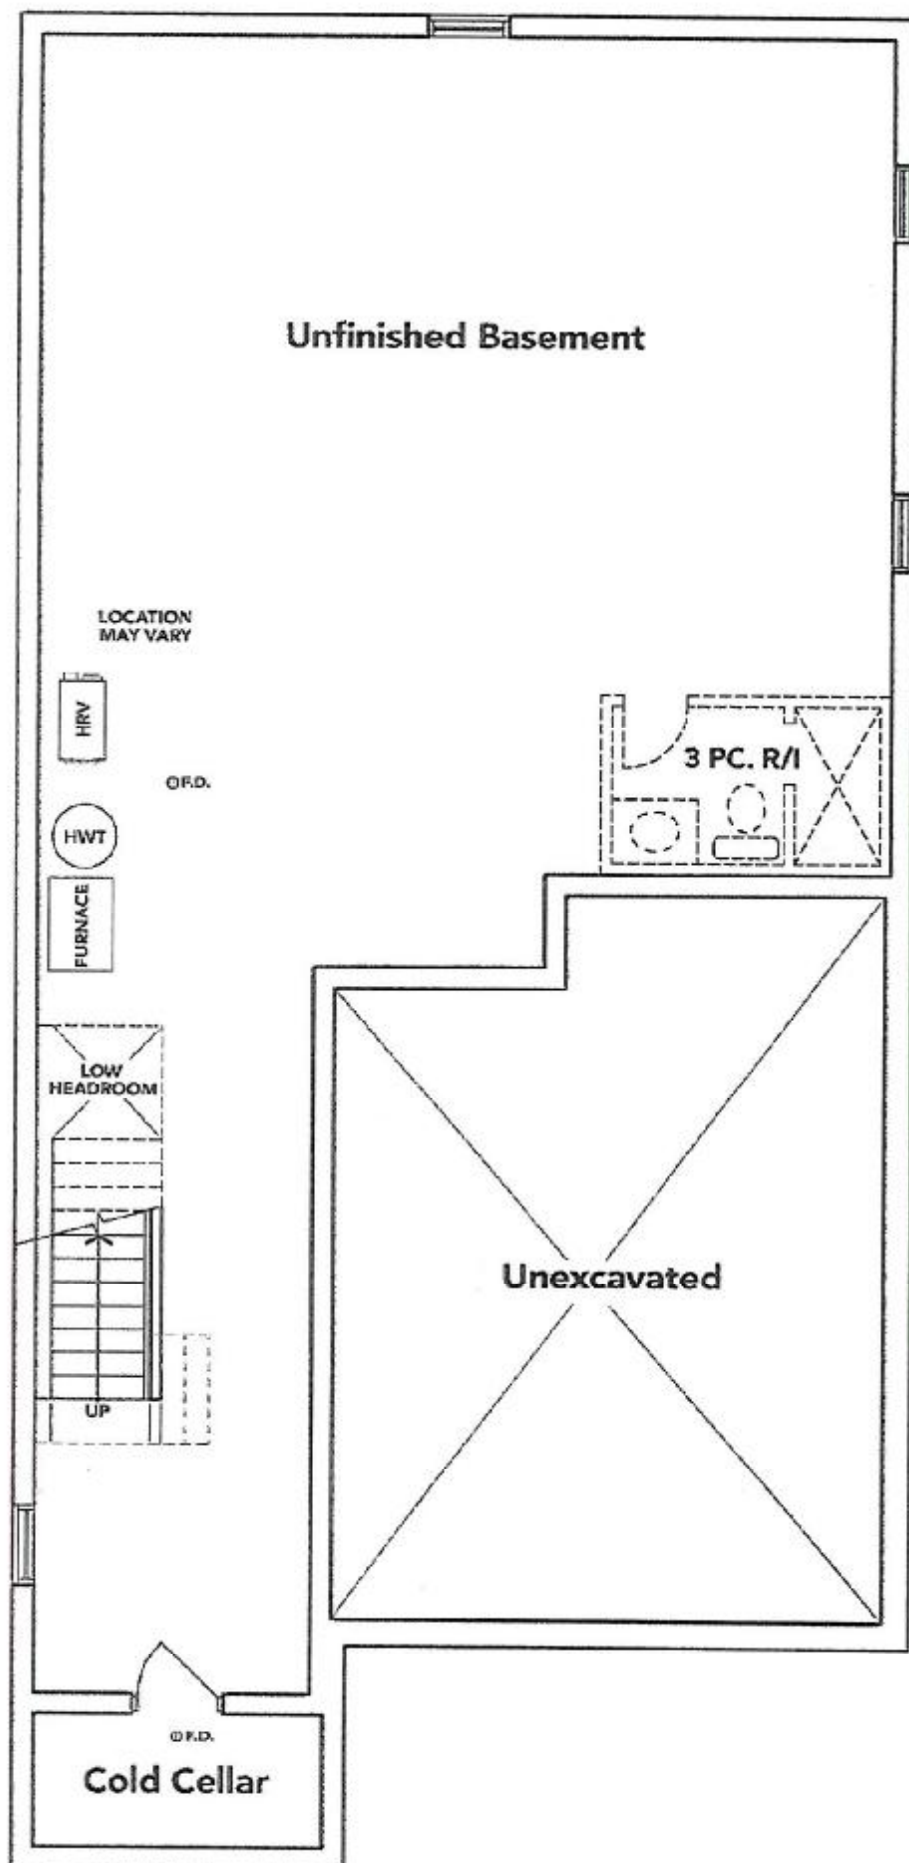 Unfinished Basement
LOCATION
MAY VARY
HRV
3 PC. R/I
F.D.
HWT
FURNACE
LOW
HEADROOM
Unexcavated
UP
F.D.
Cold Cellar